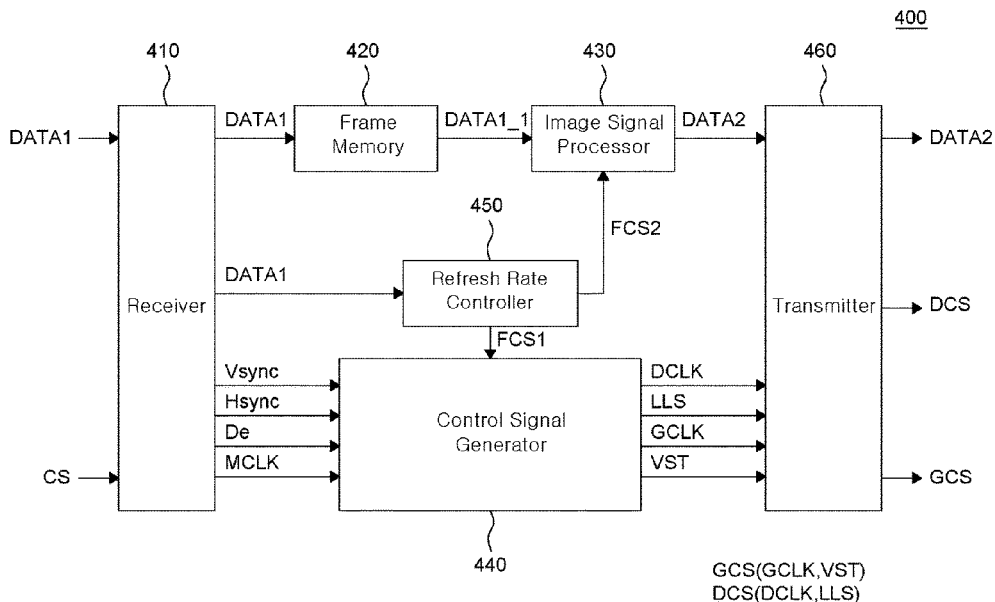 400
410
420
430
460
DATA1
DATA1
Frame
Memory
DATA1_1
Image Signal
Processor
DATA2
DATA2
450
FCS2
DATA1
Refresh Rate
Controller
Receiver
Transmitter
DCS
FCS1
Vsync
Hsync
De
MCLK
Control Signal
Generator
DCLK
LLS
GCLK
VST
CS
GCS
440
GCS(GCLK,VST)
DCS(DCLK,LLS)